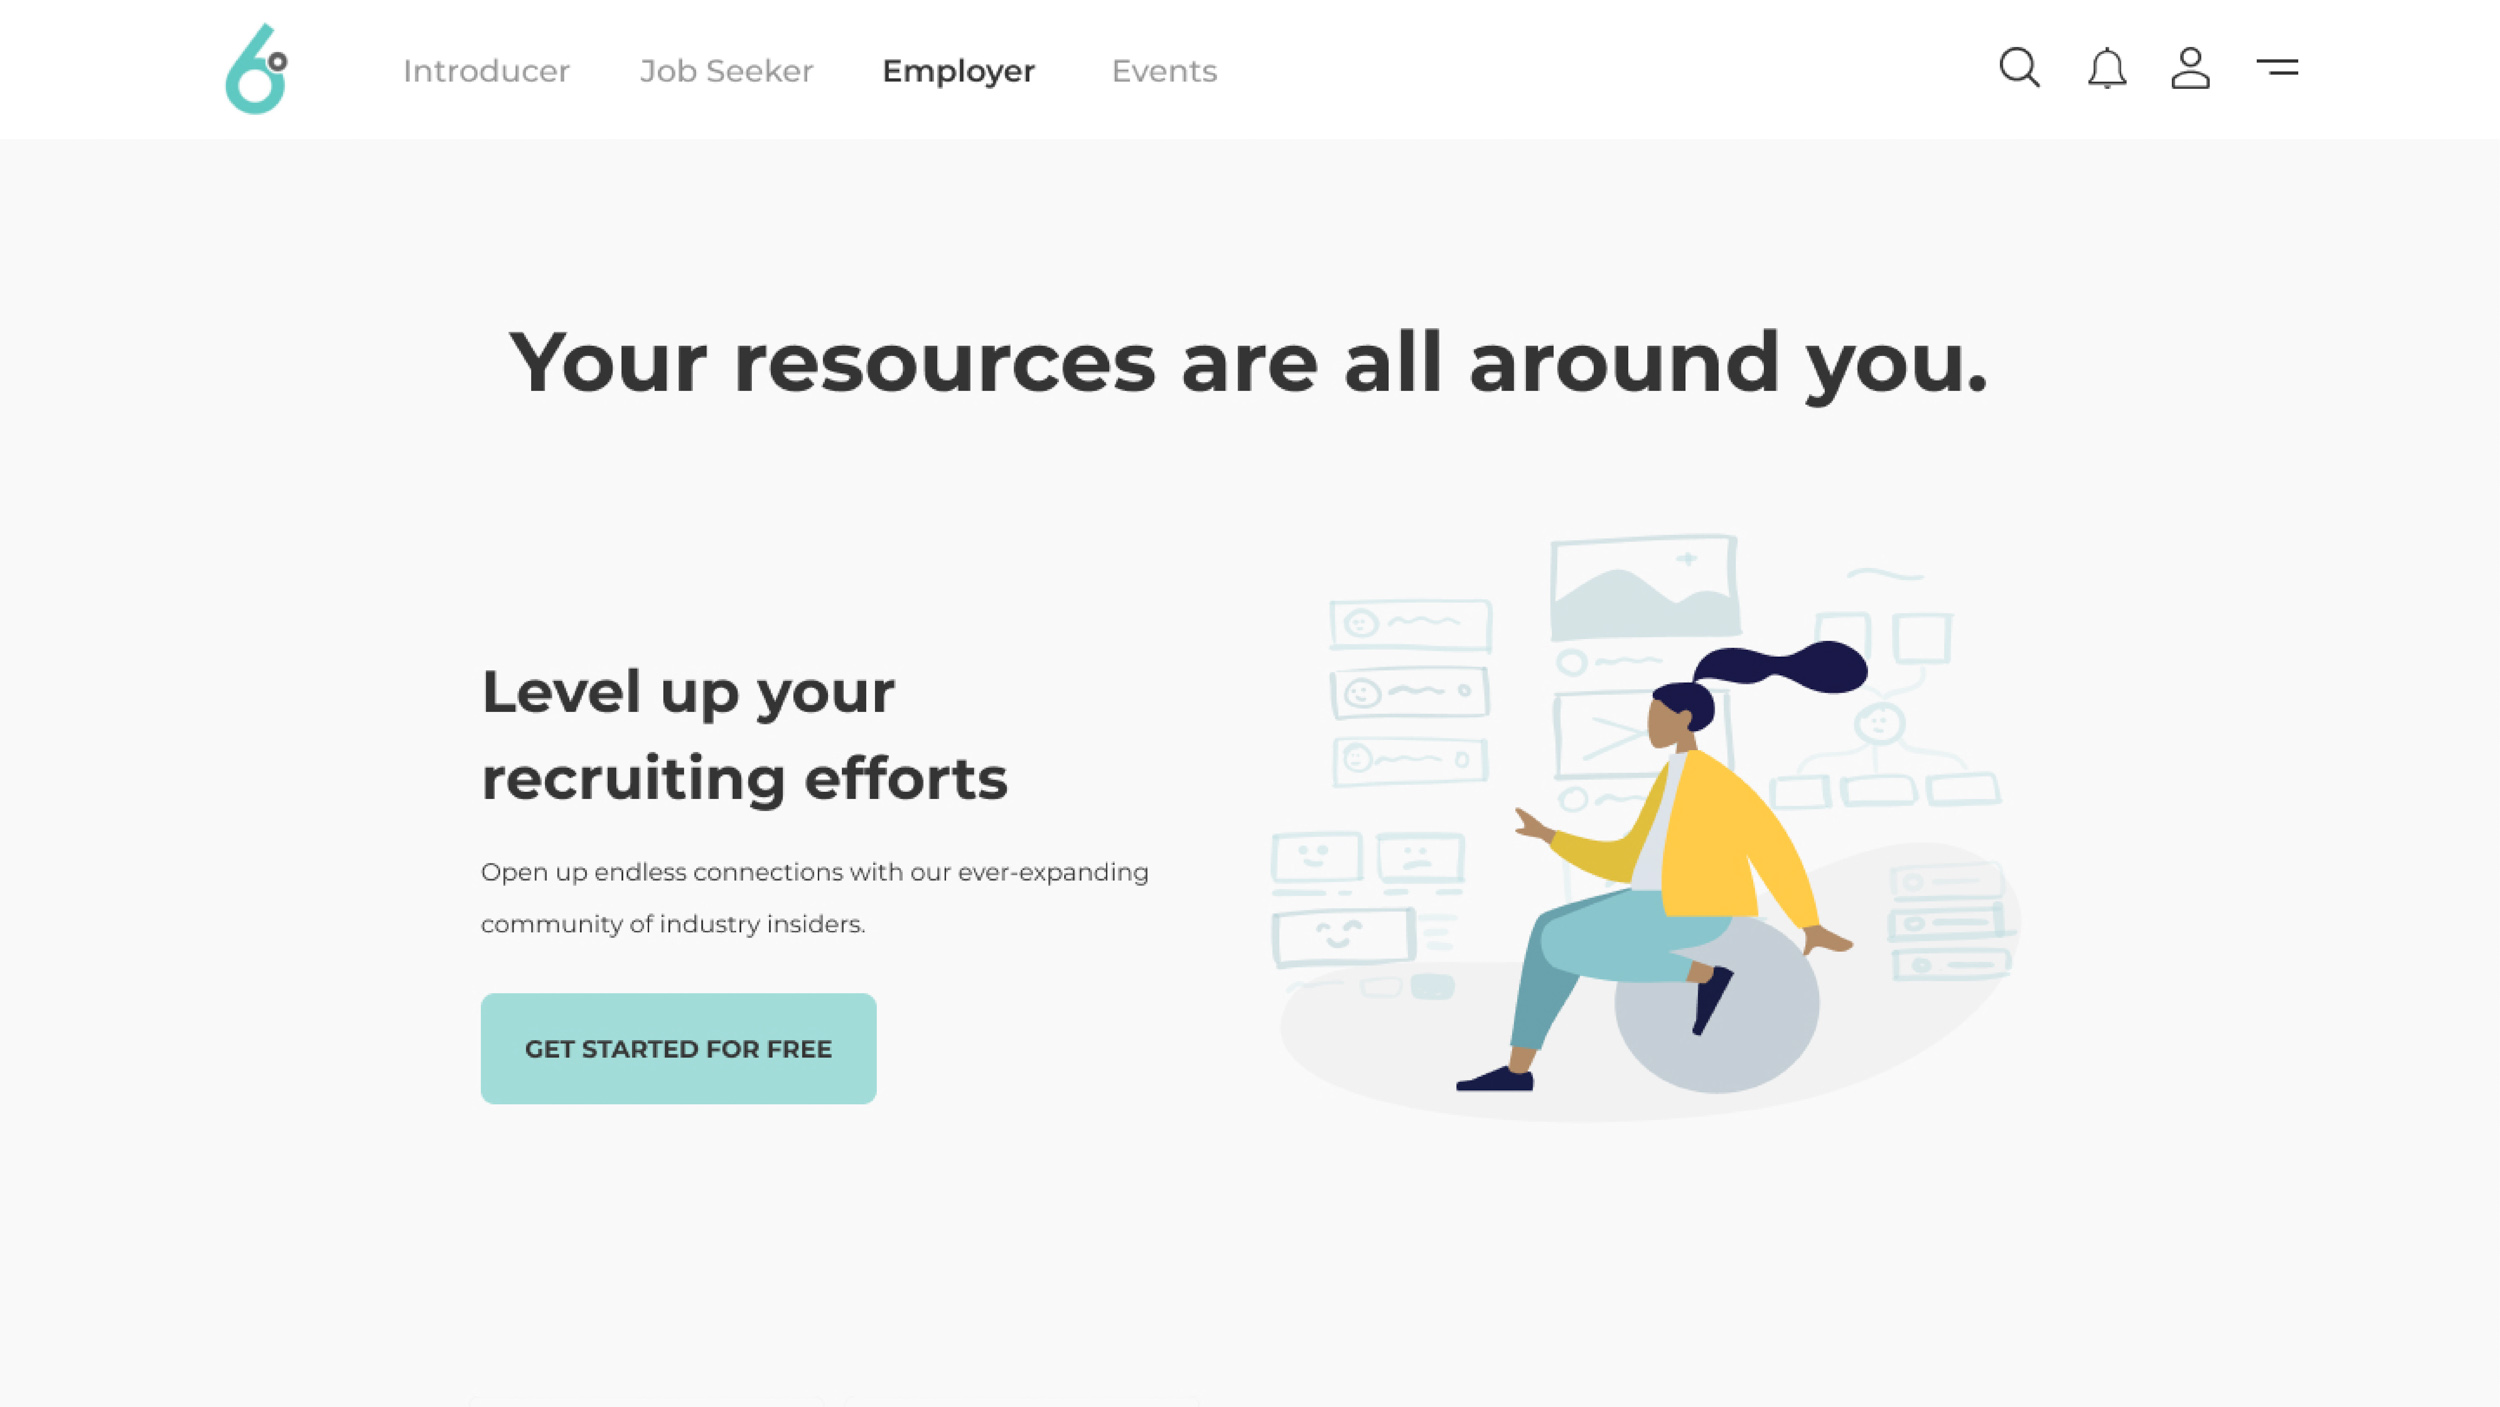 6°
Introducer
Job Seeker
Employer
Events
Your resources are all around you.
Level up your
recruiting efforts
Open up endless connections with our ever-expanding
community of industry insiders.
GET STARTED FOR FREE